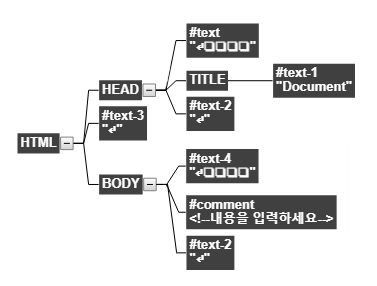 #text
"↵❏❏❏❏"
HEAD
TITLE
#text-1
"Document"
#text-2
"↵"
#text-3
"↵"
HTML
#text-4
"↵❏❏❏❏"
BODY
#comment
<!--내용을 입력하세요-->
#text-2
"↵"